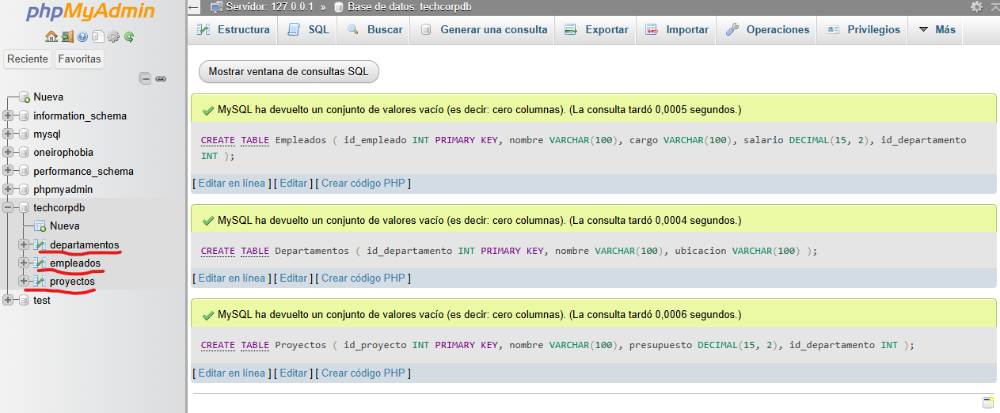 phpMyAdmin
Reciente Favoritas
Nueva
information_schema
mysql
oneirophobia
performance_schema
phpmyadmin
techcorpdb
Nueva
departamentos
empleados
proyectos
test
Servidor: 127.0.0.1 » Base de datos: techcorpdb
Estructura SQL Buscar Generar una consulta Exportar Importar Operaciones Privilegios Más
Mostrar ventana de consultas SQL
MySQL ha devuelto un conjunto de valores vacío (es decir: cero columnas). (La consulta tardó 0,0005 segundos.)
CREATE TABLE Empleados ( id_empleado INT PRIMARY KEY, nombre VARCHAR(100), cargo VARCHAR(100), salario DECIMAL(15, 2), id_departamento
INT );
[ Editar en línea ] [ Editar ] [ Crear código PHP ]
MySQL ha devuelto un conjunto de valores vacío (es decir: cero columnas). (La consulta tardó 0,0004 segundos.)
CREATE TABLE Departamentos ( id_departamento INT PRIMARY KEY, nombre VARCHAR(100), ubicacion VARCHAR(100) );
[ Editar en línea ] [ Editar ] [ Crear código PHP ]
MySQL ha devuelto un conjunto de valores vacío (es decir: cero columnas). (La consulta tardó 0,0006 segundos.)
CREATE TABLE Proyectos ( id_proyecto INT PRIMARY KEY, nombre VARCHAR(100), presupuesto DECIMAL(15, 2), id_departamento INT );
[ Editar en línea ] [ Editar ] [ Crear código PHP ]